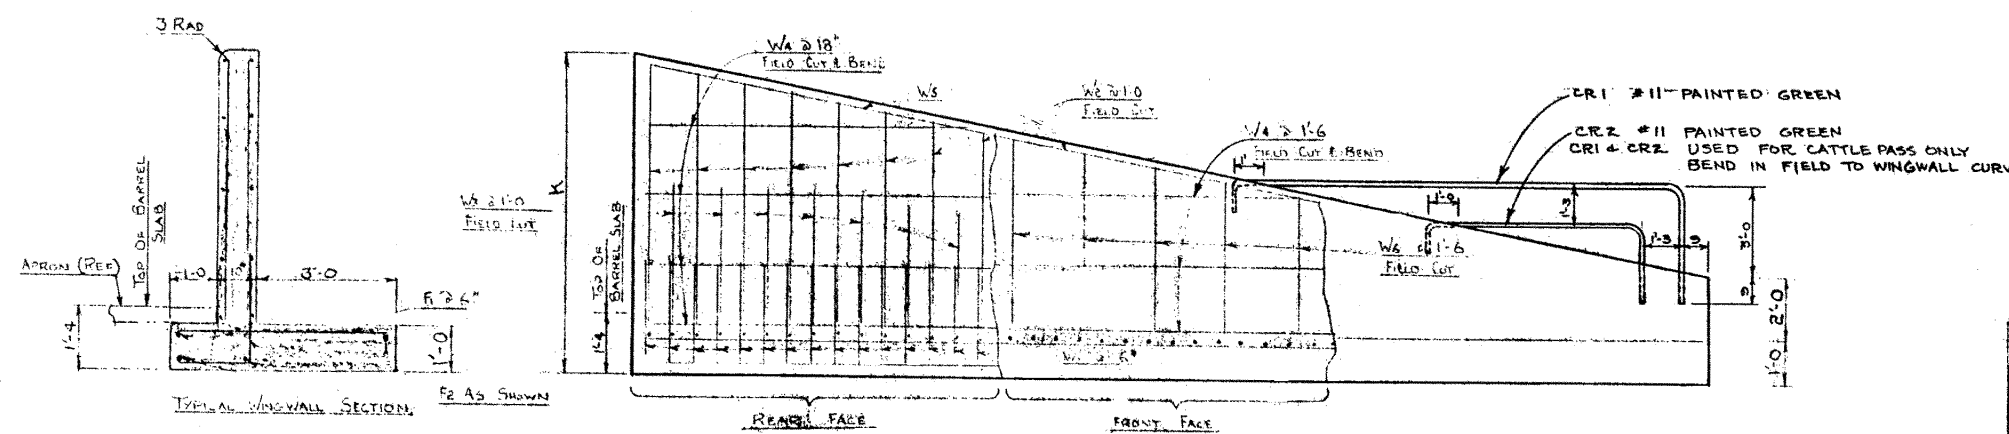 3 RAD
TOP OF BARREL
SLAB
APRON (REF)
1'-0
10"
3'-0
F1 @ 6"
1'-4
1'-0
TYPICAL WINGWALL SECTION
F2 AS SHOWN
W4 @ 18"
FIELD CUT & BEND
W5
W2 @ 1-0
FIELD CUT
K
TOP OF
BARREL SLAB
1'-4
W2 @ 1-0
FIELD CUT
W4 @ 1'-6
FIELD CUT & BEND
W6 @ 1'-6
FIELD CUT
REAR FACE
FRONT FACE
1'
1'-0
1'-3
1'-3
9
3'-0
9
2'-0
1'-0
CR1 #11 PAINTED GREEN
CR2 #11 PAINTED GREEN
CR1 & CR2 USED FOR CATTLE PASS ONLY
BEND IN FIELD TO WINGWALL CURV